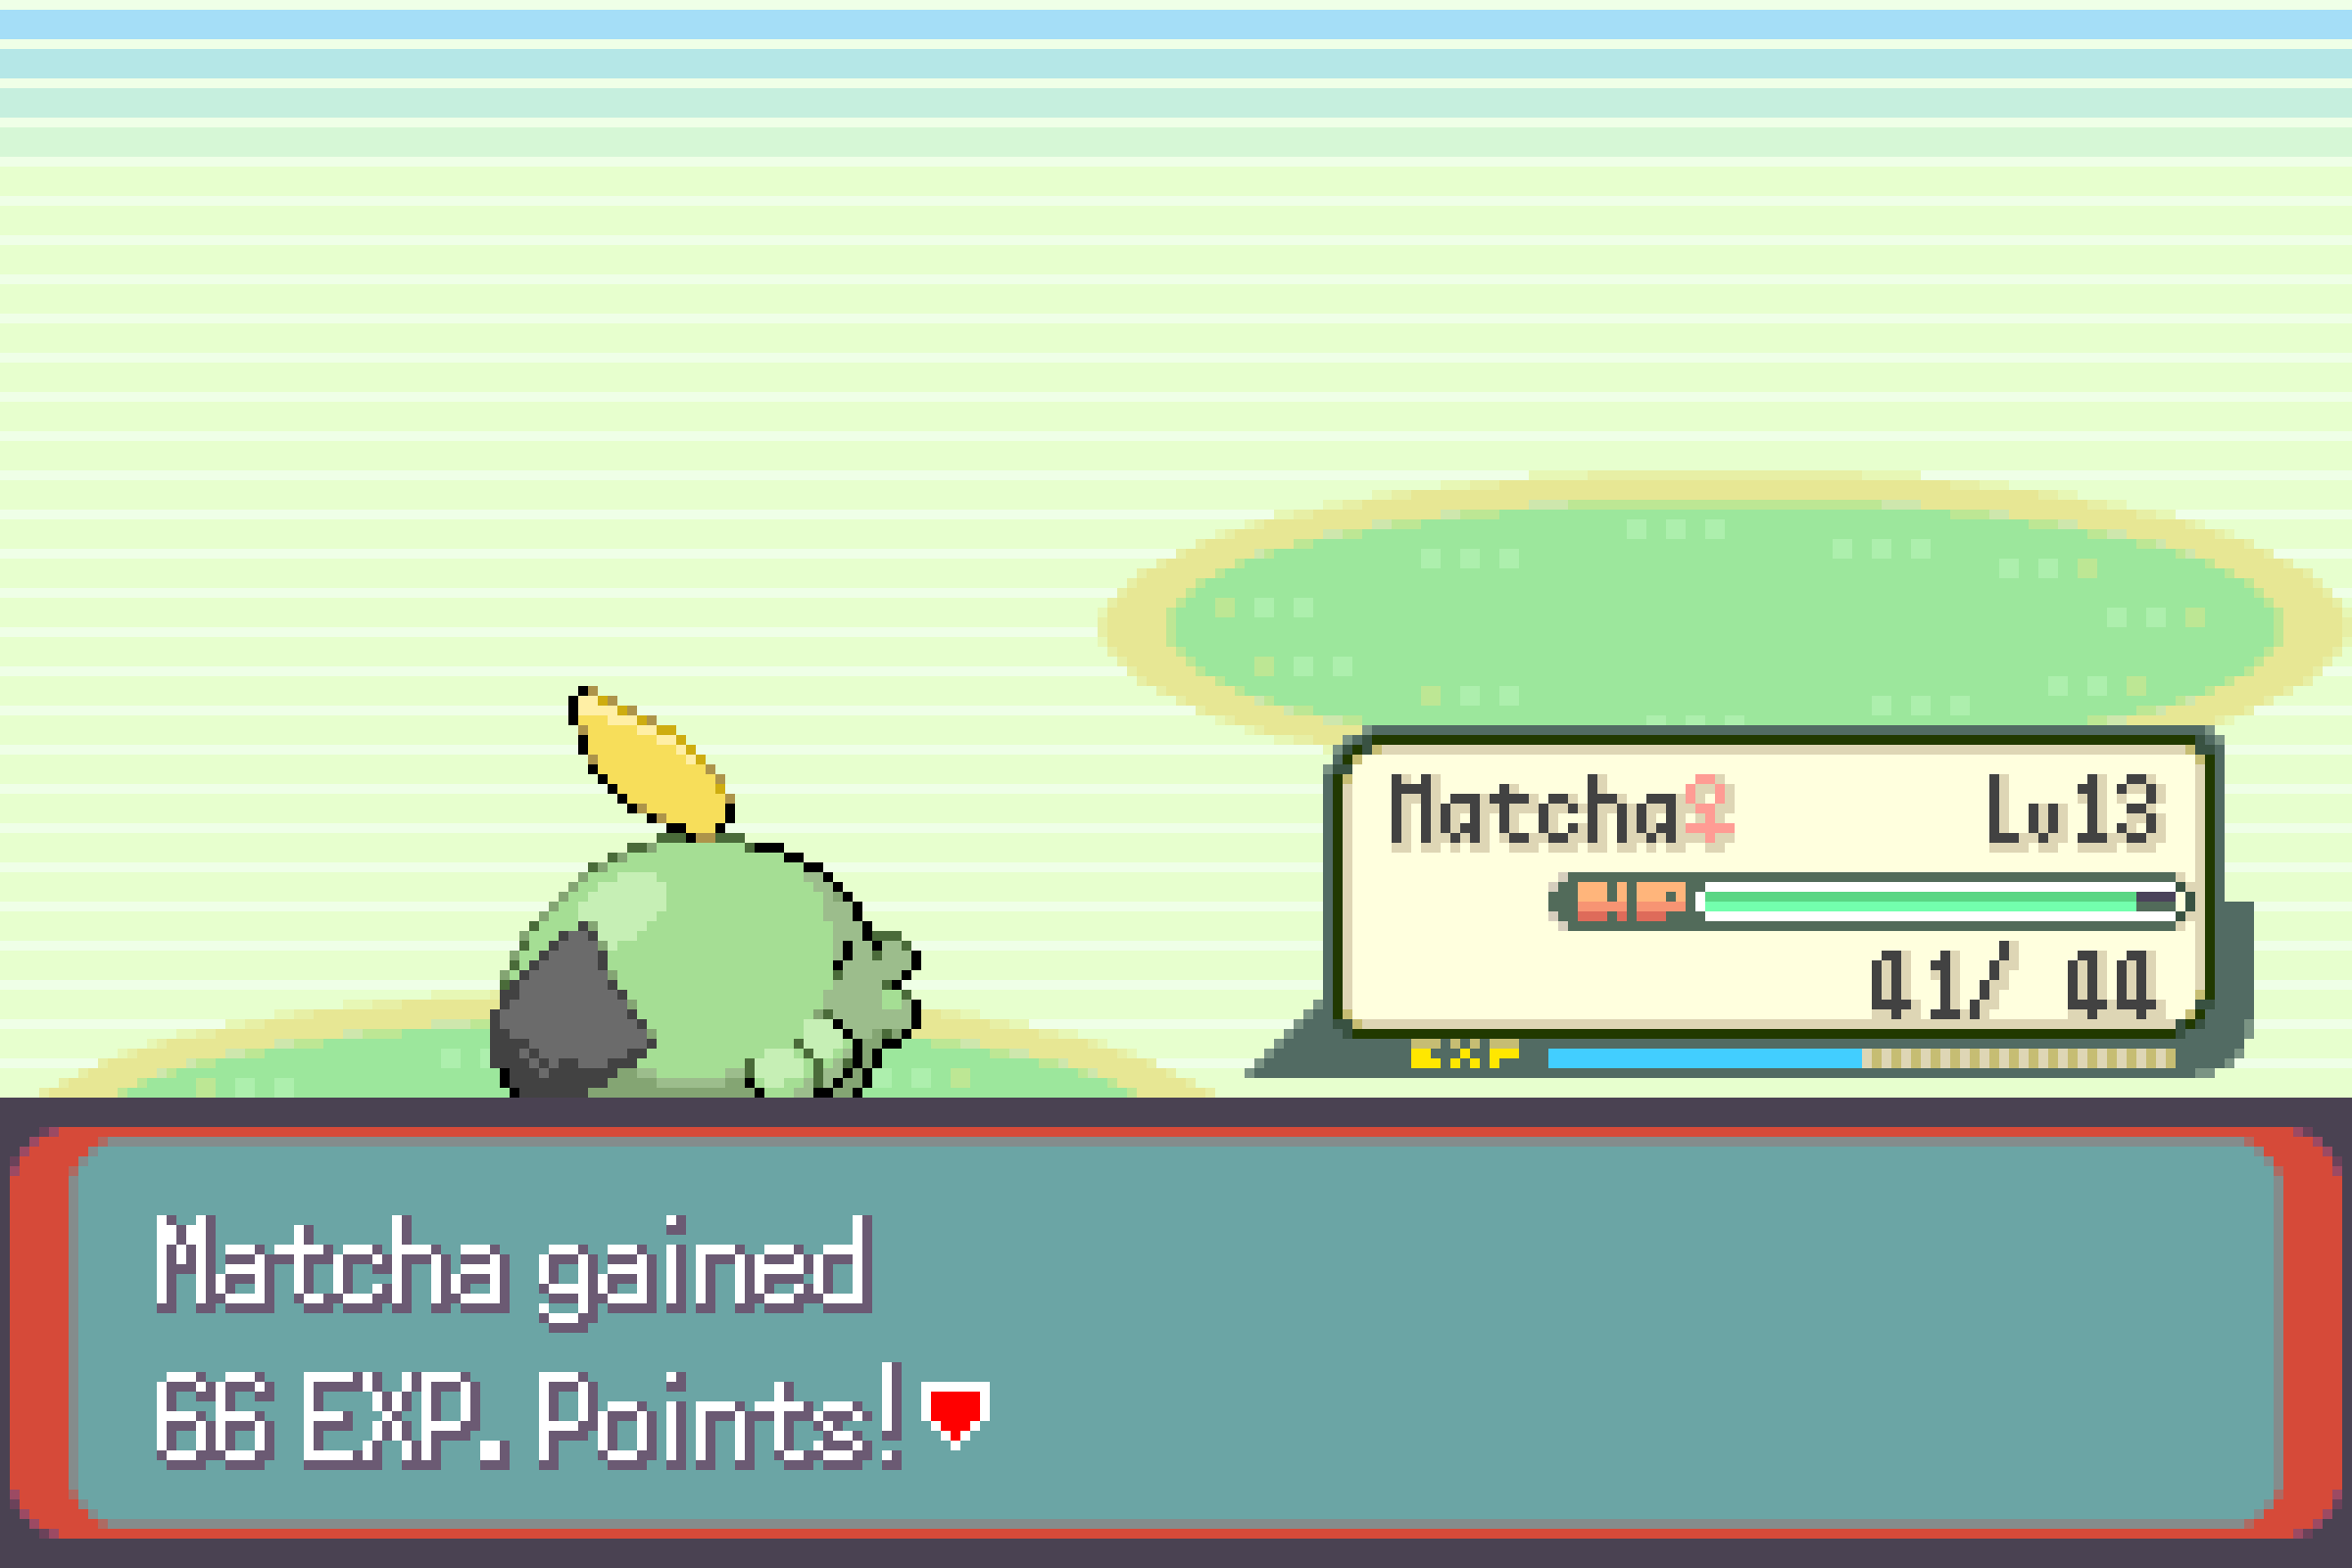 Matcha♀ Lv13
HP
41/ 44
EXP
Matcha gained
66 EXP. Points!